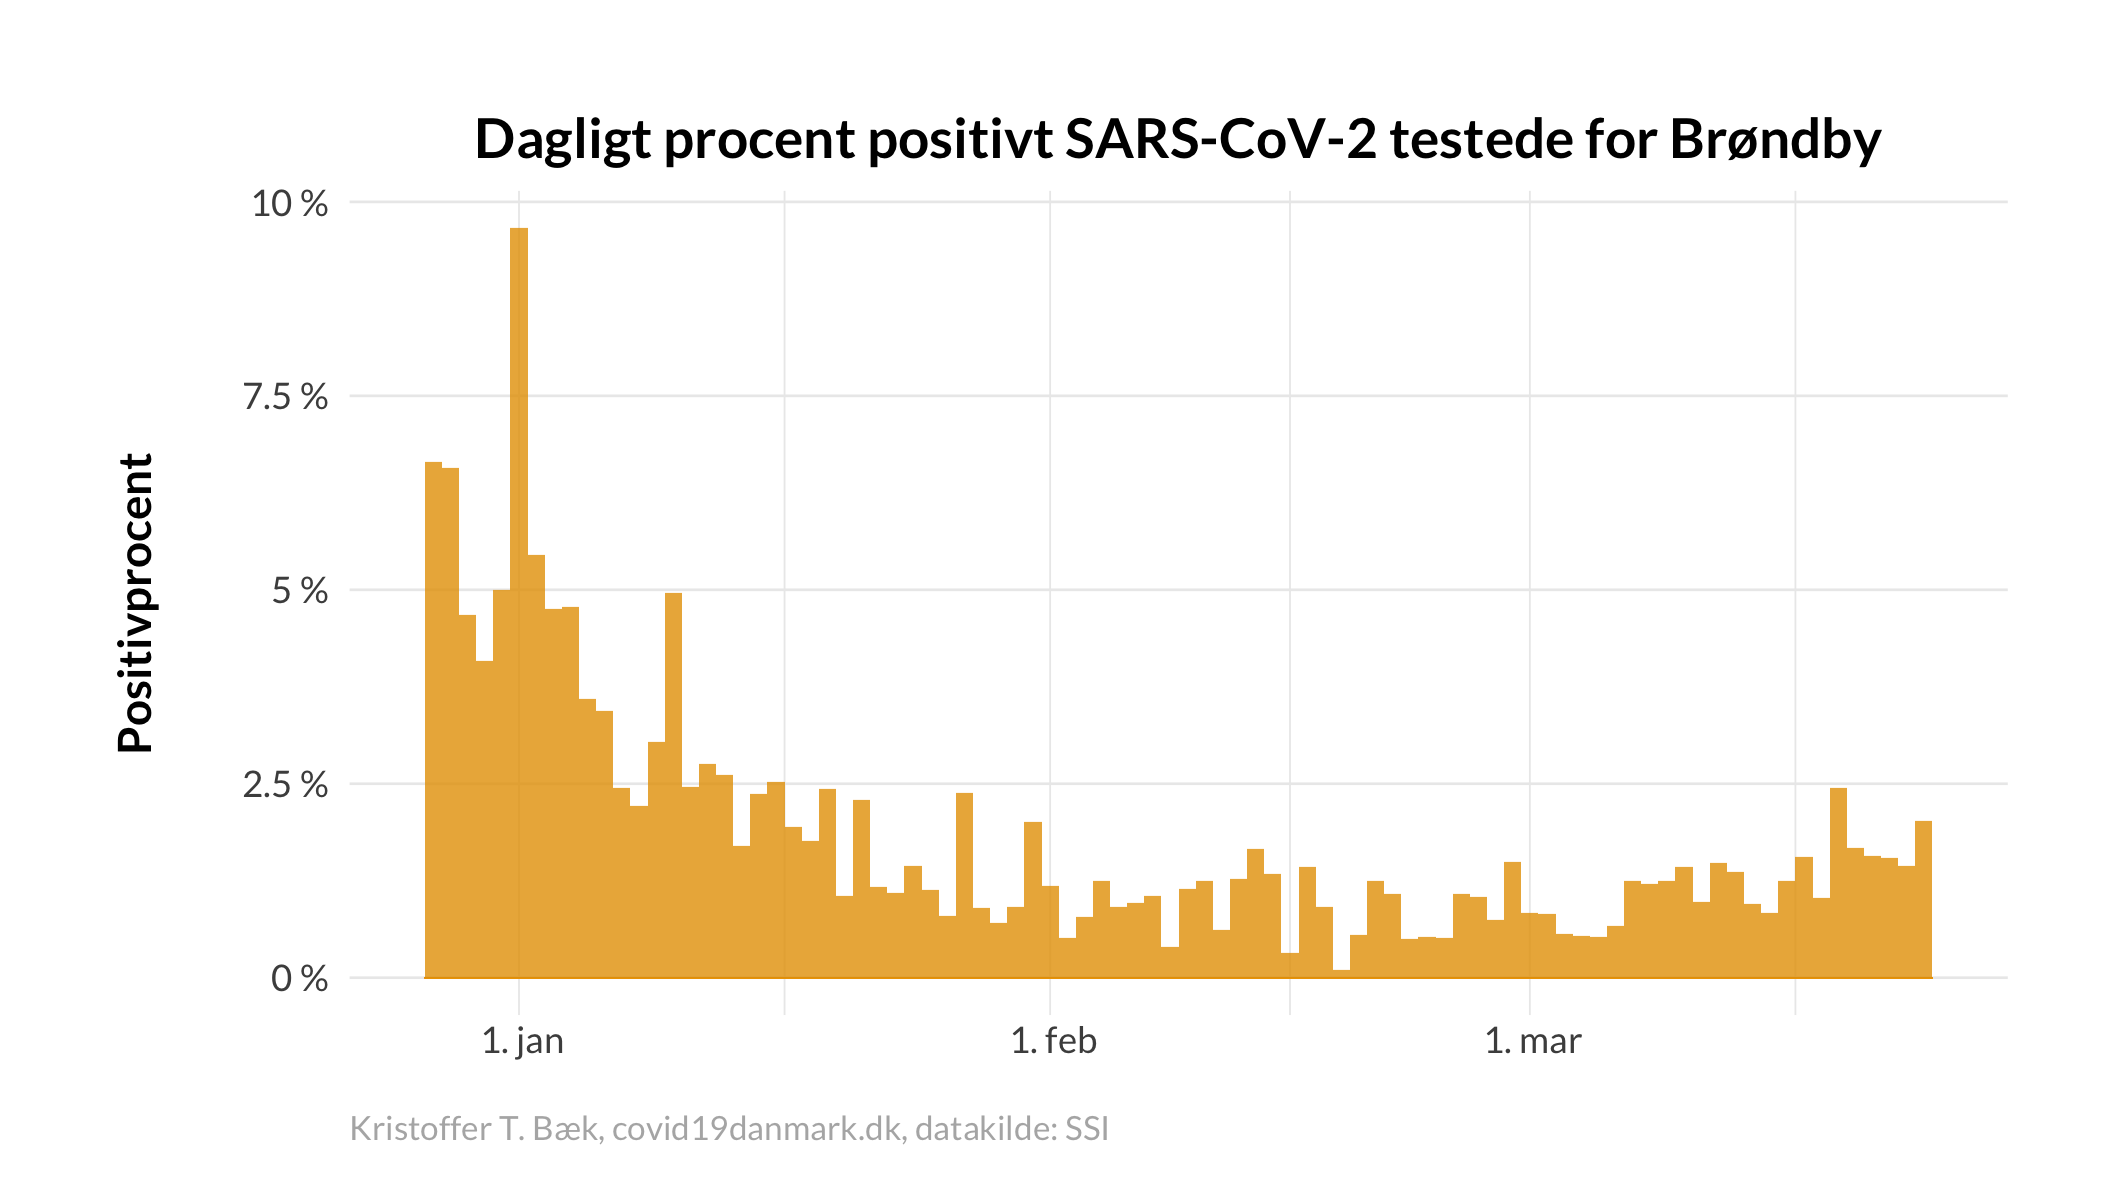 Dagligt procent positivt SARS-CoV-2 testede for Brøndby
10 %
7.5 %
5 %
2.5 %
0 %
Positivprocent
1. jan
1. feb
1. mar
Kristoffer T. Bæk, covid19danmark.dk, datakilde: SSI